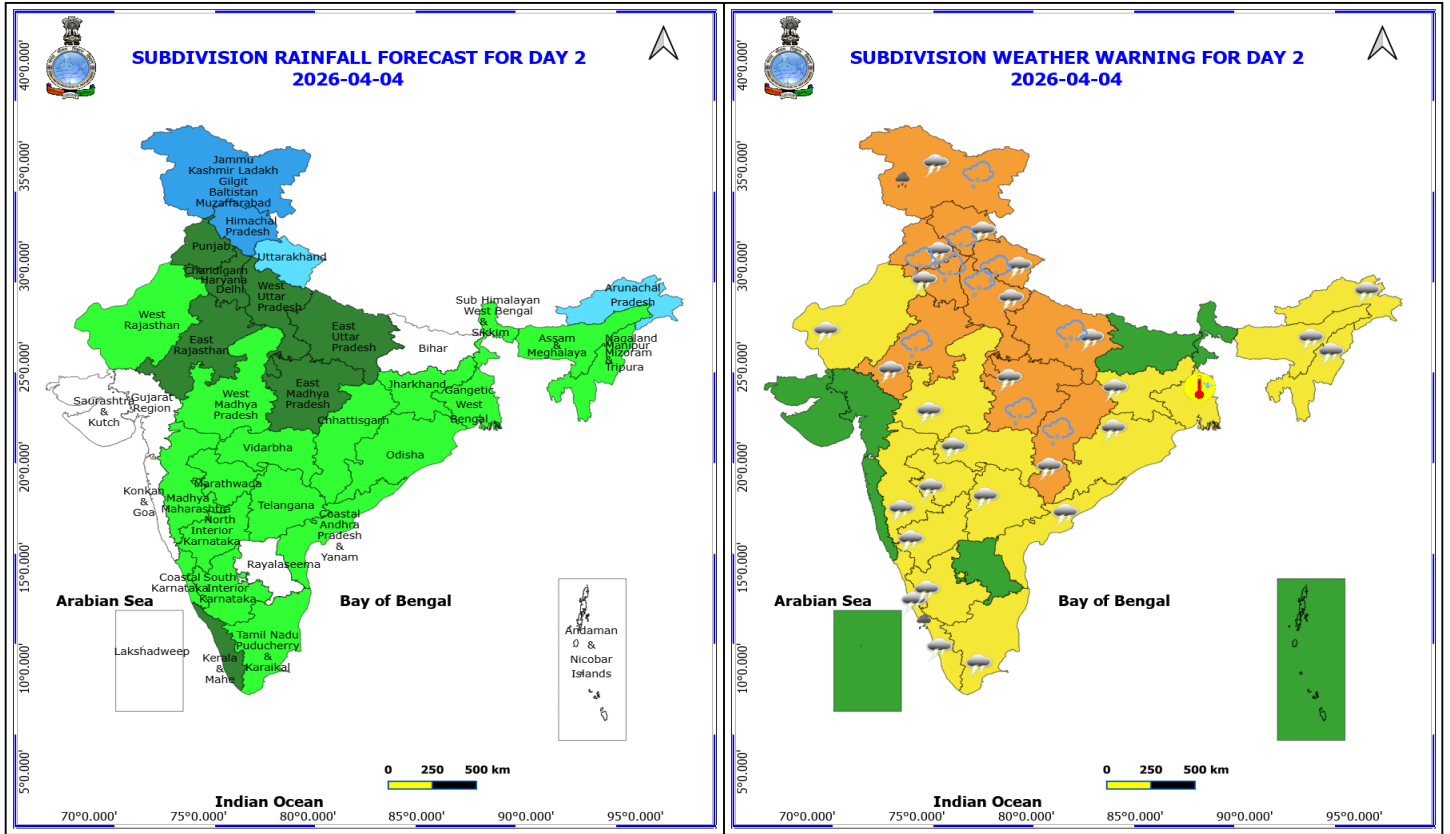 SUBDIVISION RAINFALL FORECAST FOR DAY 2
2026-04-04
40°0.000'
35°0.000'
30°0.000'
25°0.000'
20°0.000'
15°0.000'
10°0.000'
5°0.000'
Jammu
Kashmir Ladakh
Gilgit
Baltistan
Muzaffarabad
Himachal
Pradesh
Punjab
Uttarakhand
Chandigarh
Haryana
Delhi
West
Uttar
Pradesh
Arunachal
Pradesh
Sub Himalayan
West Bengal
&
Sikkim
West
Rajasthan
East
Rajasthan
East
Uttar
Pradesh
Bihar
Assam
&
Meghalaya
Nagaland
Manipur
Mizoram
&
Tripura
Saurashtra
&
Kutch
Gujarat
Region
West
Madhya
Pradesh
East
Madhya
Pradesh
Jharkhand
Gangetic
West
Bengal
Chhattisgarh
Vidarbha
Odisha
Konkan
&
Goa
Marathwada
Madhya
Maharashtra
Telangana
North
Interior
Karnataka
Coastal
Andhra
Pradesh
&
Yanam
Rayalaseema
Coastal
Karnataka
South
Interior
Karnataka
Arabian Sea
Bay of Bengal
Lakshadweep
Kerala
&
Mahe
Tamil Nadu
Puducherry
&
Karaikal
Andaman
&
Nicobar
Islands
0 250 500 km
Indian Ocean
70°0.000' 75°0.000' 80°0.000' 85°0.000' 90°0.000' 95°0.000'
SUBDIVISION WEATHER WARNING FOR DAY 2
2026-04-04
40°0.000'
35°0.000'
30°0.000'
25°0.000'
20°0.000'
15°0.000'
10°0.000'
5°0.000'
Arabian Sea
Bay of Bengal
0 250 500 km
Indian Ocean
70°0.000' 75°0.000' 80°0.000' 85°0.000' 90°0.000' 95°0.000'